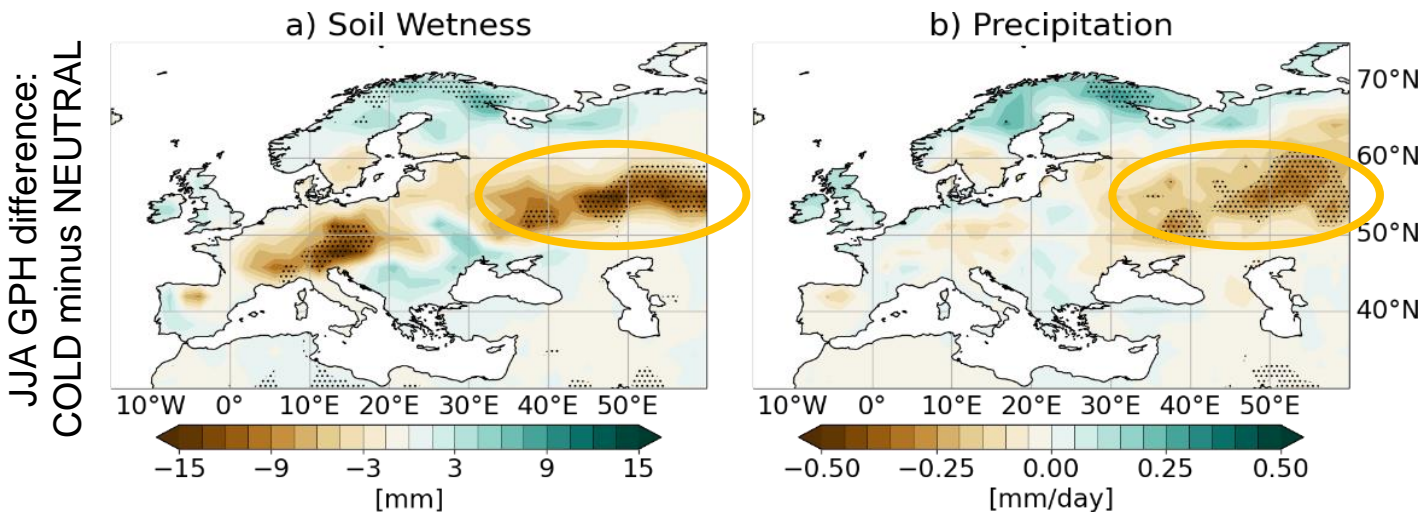 JJA GPH difference:
COLD minus NEUTRAL
a) Soil Wetness
b) Precipitation
70°N
60°N
50°N
40°N
10°W 0° 10°E 20°E 30°E 40°E 50°E
10°W 0° 10°E 20°E 30°E 40°E 50°E
−15 −9 −3 3 9 15
[mm]
−0.50 −0.25 0.00 0.25 0.50
[mm/day]